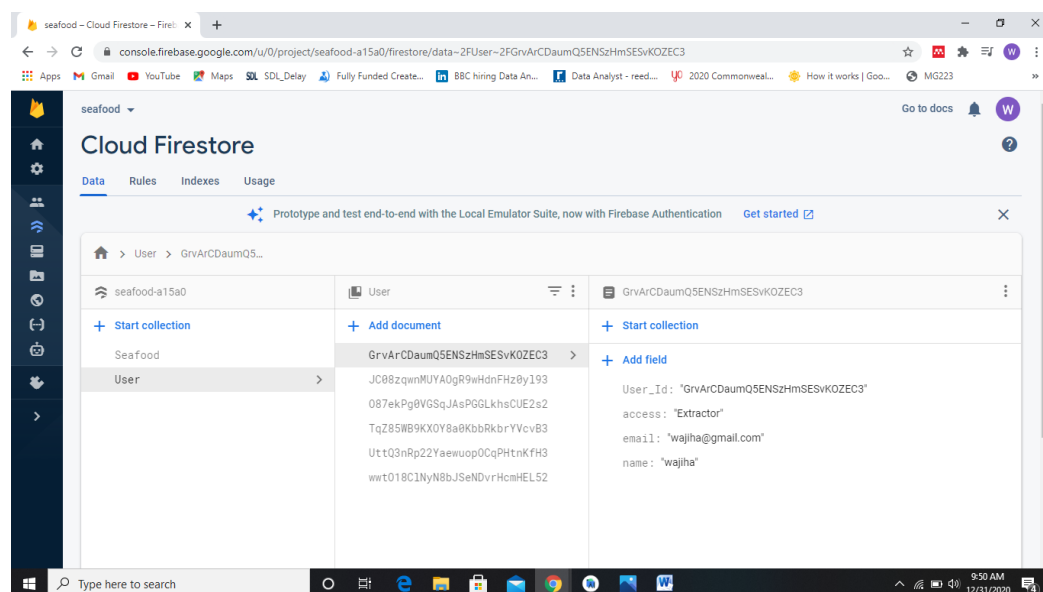 seafood – Cloud Firestore – Fireb
console.firebase.google.com/u/0/project/seafood-a15a0/firestore/data~2FUser~2FGrvArCDaumQ5ENSzHmSESvKOZEC3
W
Apps Gmail YouTube Maps SDL SDL_Delay Fully Funded Create... BBC hiring Data An... Data Analyst - reed.... 2020 Commonweal... How it works | Goo... MG223 »
seafood Go to docs W
Cloud Firestore
Data Rules Indexes Usage
Prototype and test end-to-end with the Local Emulator Suite, now with Firebase Authentication Get started
User > GrvArCDaumQ5…
seafood-a15a0 User GrvArCDaumQ5ENSzHmSESvKOZEC3
+ Start collection + Add document + Start collection
Seafood
User
GrvArCDaumQ5ENSzHmSESvKOZEC3
JC08zqwnMUYAOgR9wHdnFHz0yl93
O87ekPg0VGSqJAsPGGLkhsCUE2s2
TqZ85WB9KXOY8a0KbbRkbrYVcvB3
UttQ3nRp22YaewuopOCqPHtnKfH3
wwtO18ClNyN8bJSeNDvrHcmHEL52
+ Add field
User_Id: "GrvArCDaumQ5ENSzHmSESvKOZEC3"
access: "Extractor"
email: "wajiha@gmail.com"
name: "wajiha"
Type here to search
9:50 AM
12/31/2020
4